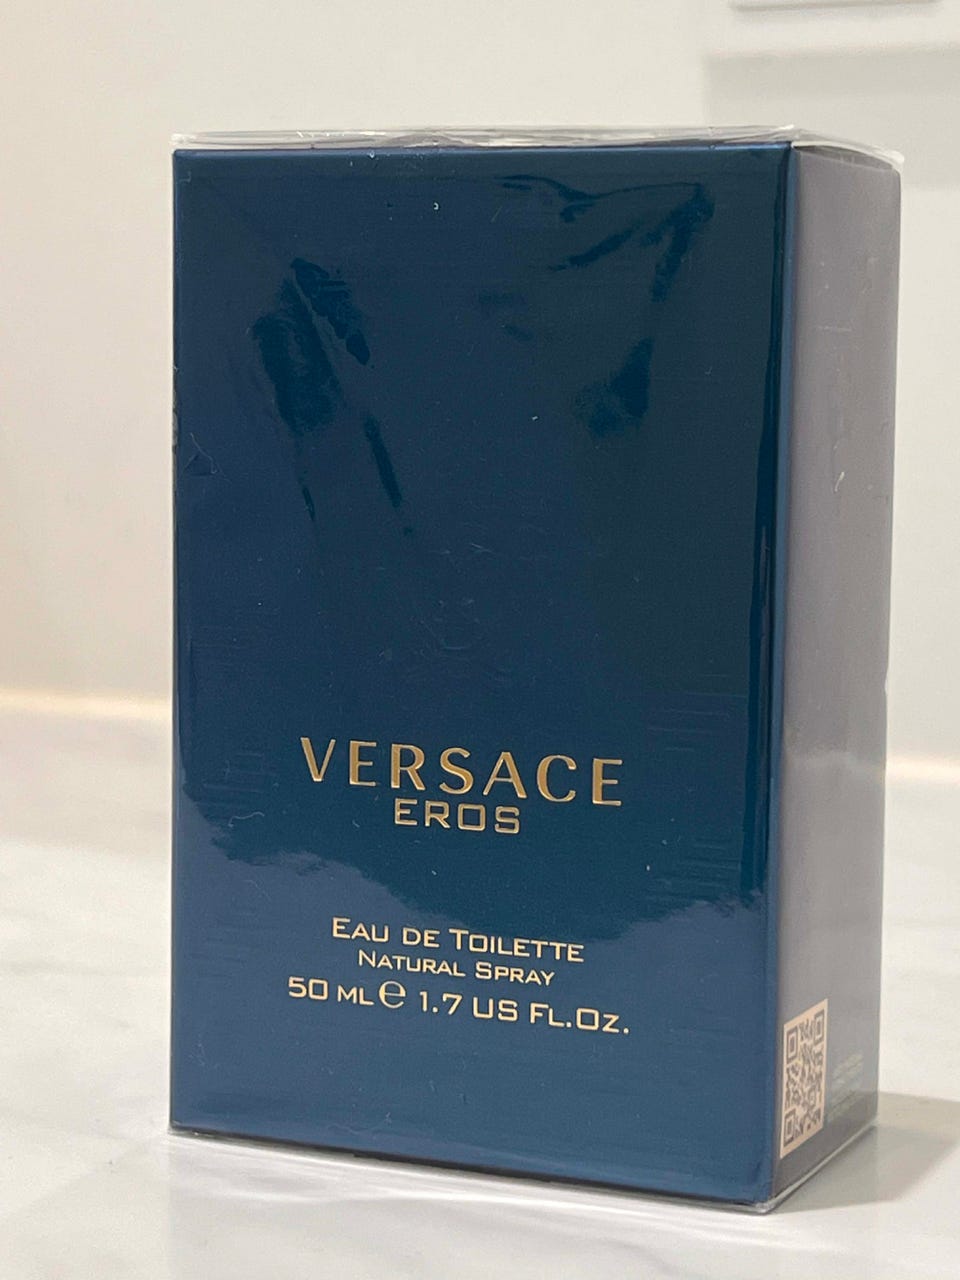 VERSACE
EROS
EAU DE TOILETTE
NATURAL SPRAY
50 ML ℮ 1.7 US FL.OZ.